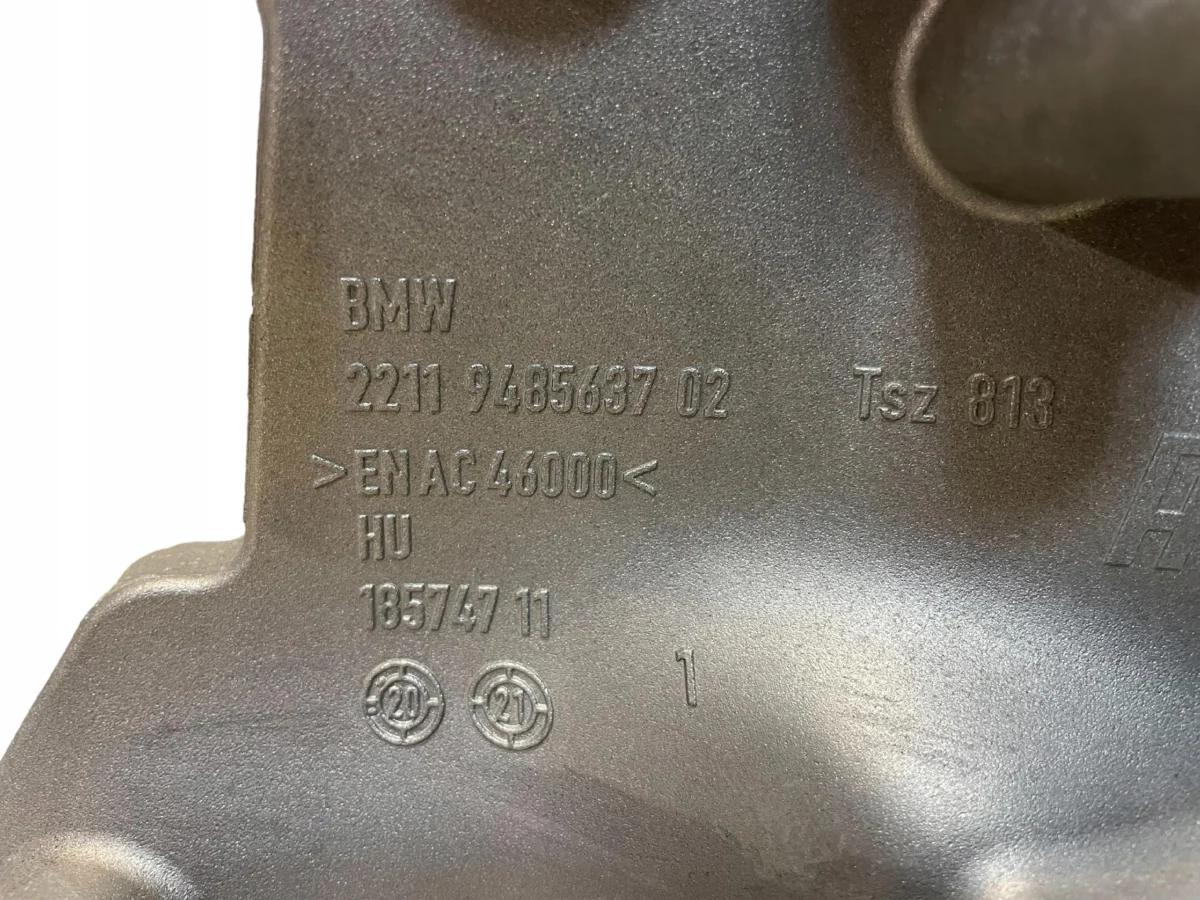 BMW
2211 9485637 02 Tsz 813
>EN AC 46000<
HU
185747 11
20 21 1